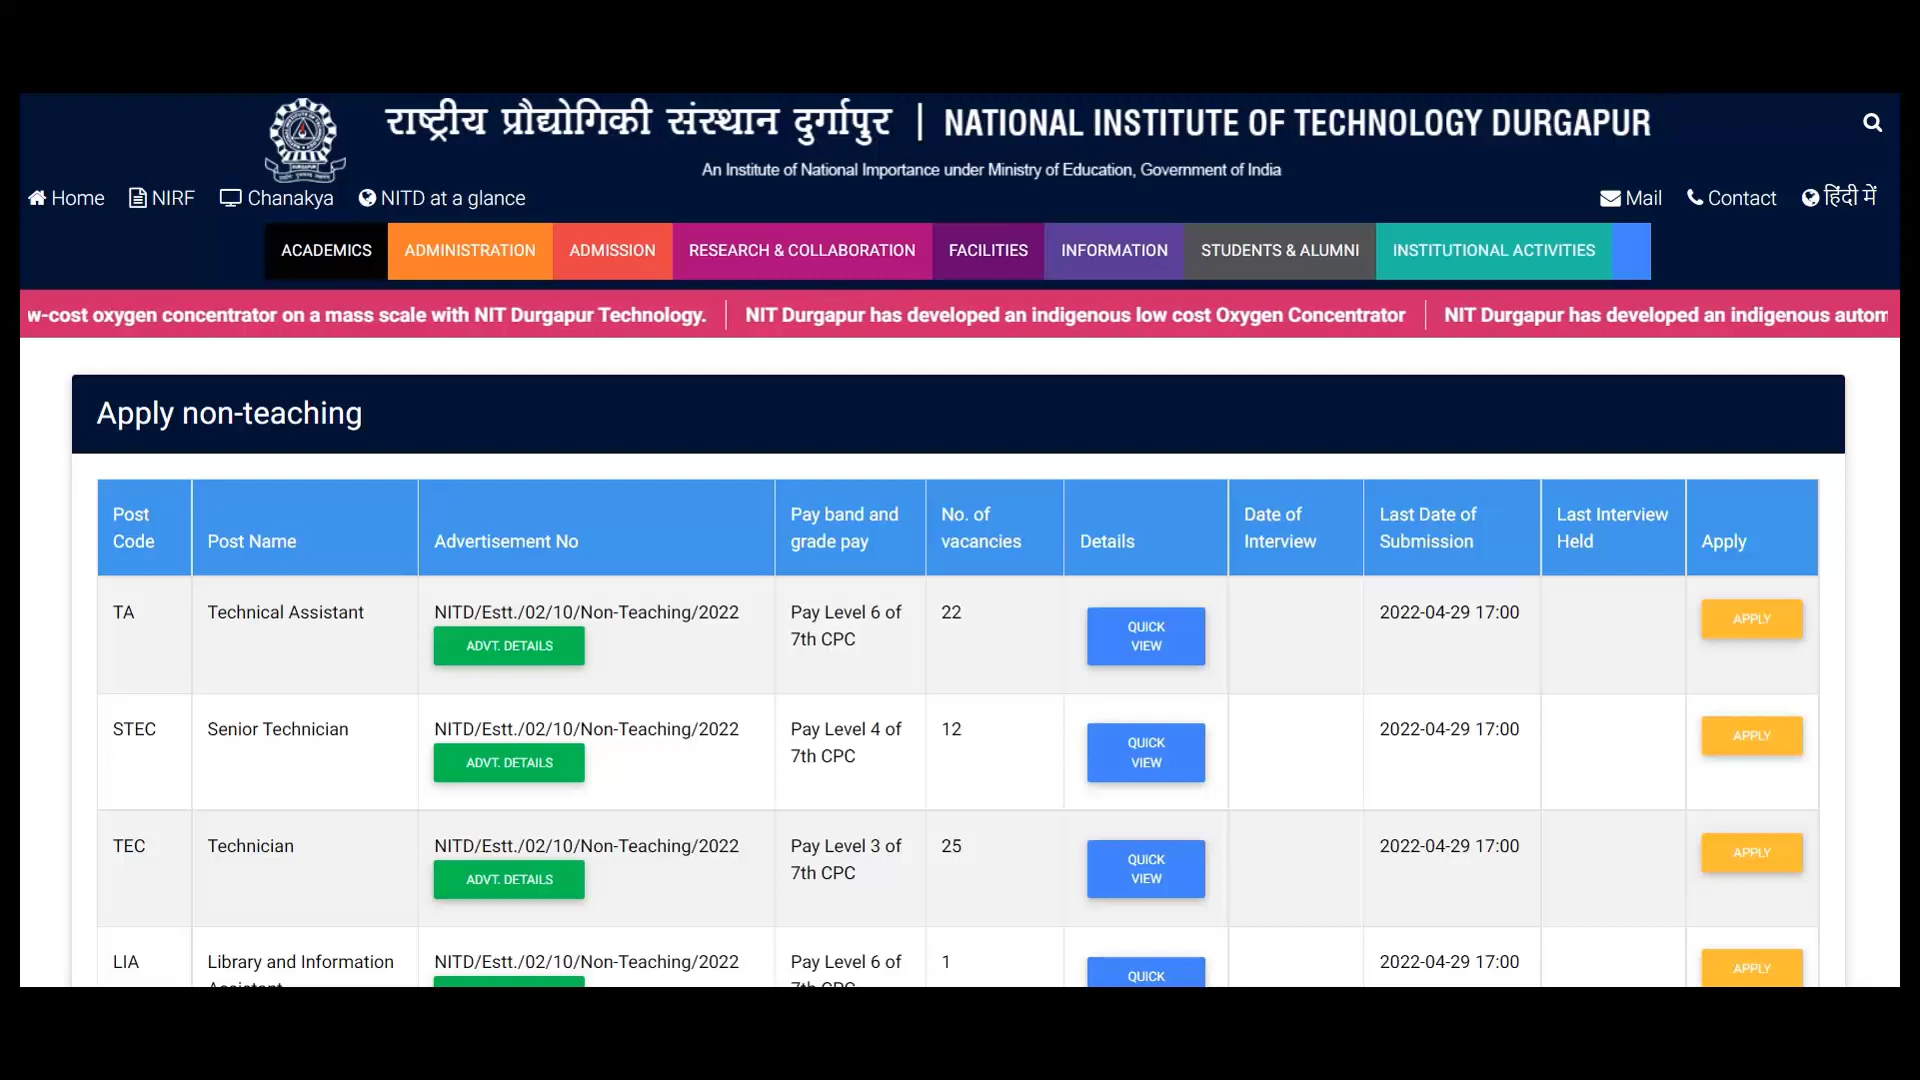 राष्ट्रीय प्रौद्योगिकी संस्थान दुर्गापुर | NATIONAL INSTITUTE OF TECHNOLOGY DURGAPUR
An Institute of National Importance under Ministry of Education, Government of India
Home NIRF Chanakya NITD at a glance Mail Contact हिंदी में
ACADEMICS ADMINISTRATION ADMISSION RESEARCH & COLLABORATION FACILITIES INFORMATION STUDENTS & ALUMNI INSTITUTIONAL ACTIVITIES
w-cost oxygen concentrator on a mass scale with NIT Durgapur Technology. NIT Durgapur has developed an indigenous low cost Oxygen Concentrator NIT Durgapur has developed an indigenous autom
Apply non-teaching
Post Code Post Name Advertisement No Pay band and grade pay No. of vacancies Details Date of Interview Last Date of Submission Last Interview Held Apply
TA Technical Assistant NITD/Estt./02/10/Non-Teaching/2022 Pay Level 6 of 7th CPC 22 QUICK VIEW 2022-04-29 17:00 APPLY
ADVT. DETAILS
STEC Senior Technician NITD/Estt./02/10/Non-Teaching/2022 Pay Level 4 of 7th CPC 12 QUICK VIEW 2022-04-29 17:00 APPLY
ADVT. DETAILS
TEC Technician NITD/Estt./02/10/Non-Teaching/2022 Pay Level 3 of 7th CPC 25 QUICK VIEW 2022-04-29 17:00 APPLY
ADVT. DETAILS
LIA Library and Information NITD/Estt./02/10/Non-Teaching/2022 Pay Level 6 of 1 QUICK 2022-04-29 17:00 APPLY